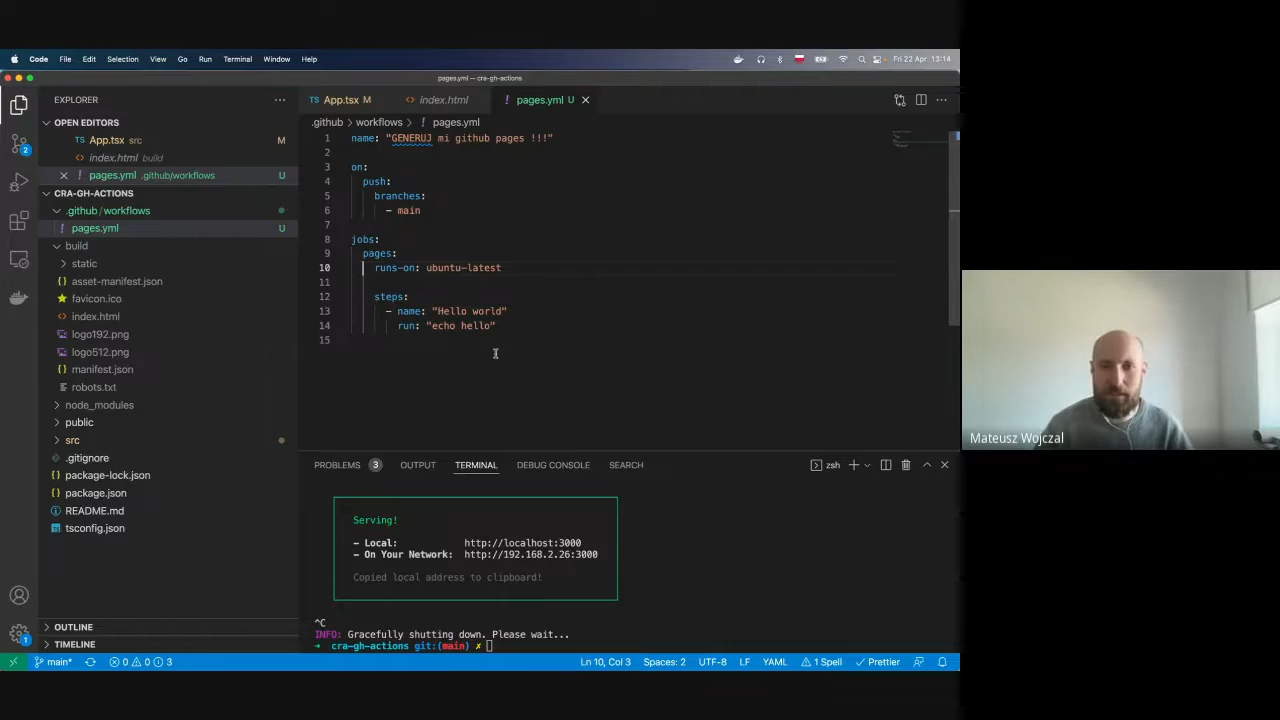 Code File Edit Selection View Go Run Terminal Window Help Fri 22 Apr 13:14
pages.yml — cra-gh-actions
EXPLORER
App.tsx M index.html pages.yml U
OPEN EDITORS
App.tsx src M
index.html build
pages.yml .github/workflows U
CRA-GH-ACTIONS
.github/workflows
pages.yml U
build
static
asset-manifest.json
favicon.ico
index.html
logo192.png
logo512.png
manifest.json
robots.txt
node_modules
public
src
.gitignore
package-lock.json
package.json
README.md
tsconfig.json
OUTLINE
TIMELINE
2
1
.github > workflows > pages.yml
1 name: "GENERUJ mi github pages !!!"
2
3 on:
4 push:
5 branches:
6 - main
7
8 jobs:
9 pages:
10 runs-on: ubuntu-latest
11
12 steps:
13 - name: "Hello world"
14 run: "echo hello"
15
PROBLEMS 3 OUTPUT TERMINAL DEBUG CONSOLE SEARCH zsh
Serving!
- Local: http://localhost:3000
- On Your Network: http://192.168.2.26:3000
Copied local address to clipboard!
^C
INFO: Gracefully shutting down. Please wait...
➜ cra-gh-actions git:(main) ✗
main* 0 0 3 Ln 10, Col 3 Spaces: 2 UTF-8 LF YAML 1 Spell Prettier
Mateusz Wojczal